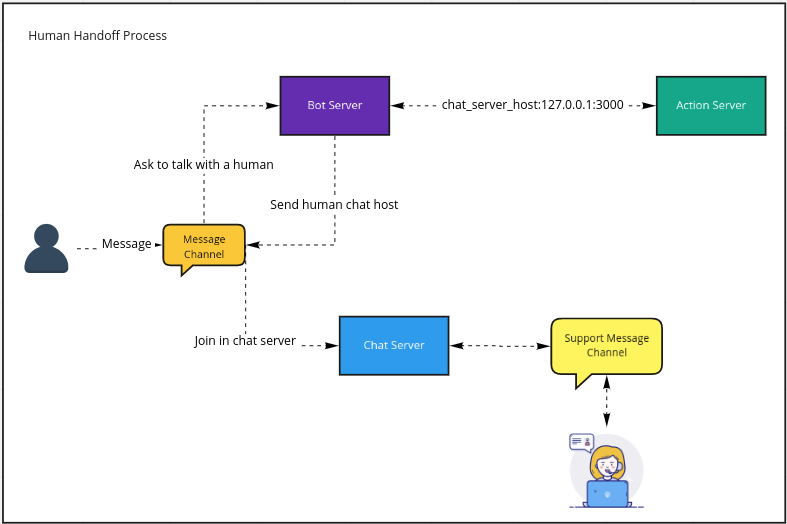 Human Handoff Process
Bot Server
chat_server_host:127.0.0.1:3000
Action Server
Ask to talk with a human
Send human chat host
Message
Message
Channel
Join in chat server
Chat Server
Support Message
Channel